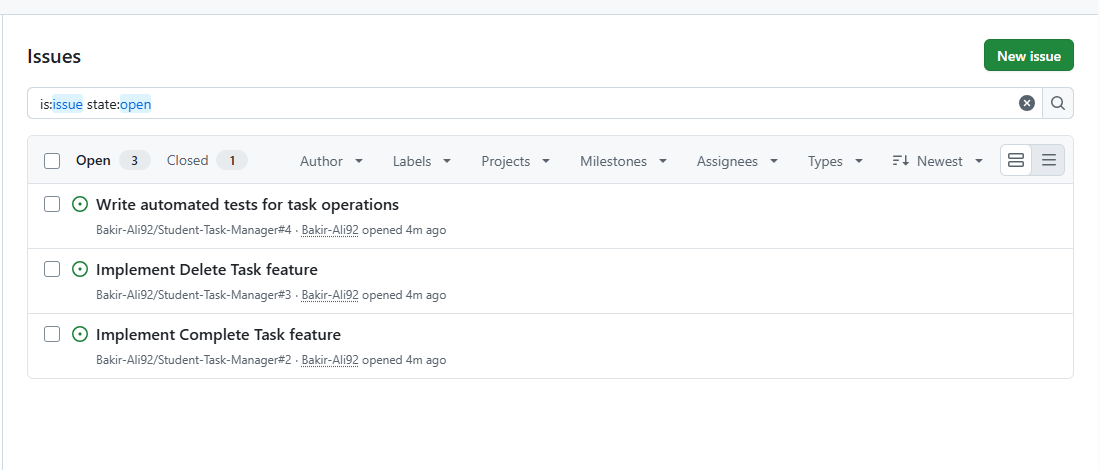 Issues
New issue
is:issue state:open
Open 3 Closed 1 Author Labels Projects Milestones Assignees Types Newest
Write automated tests for task operations
Bakir-Ali92/Student-Task-Manager#4 · Bakir-Ali92 opened 4m ago
Implement Delete Task feature
Bakir-Ali92/Student-Task-Manager#3 · Bakir-Ali92 opened 4m ago
Implement Complete Task feature
Bakir-Ali92/Student-Task-Manager#2 · Bakir-Ali92 opened 4m ago